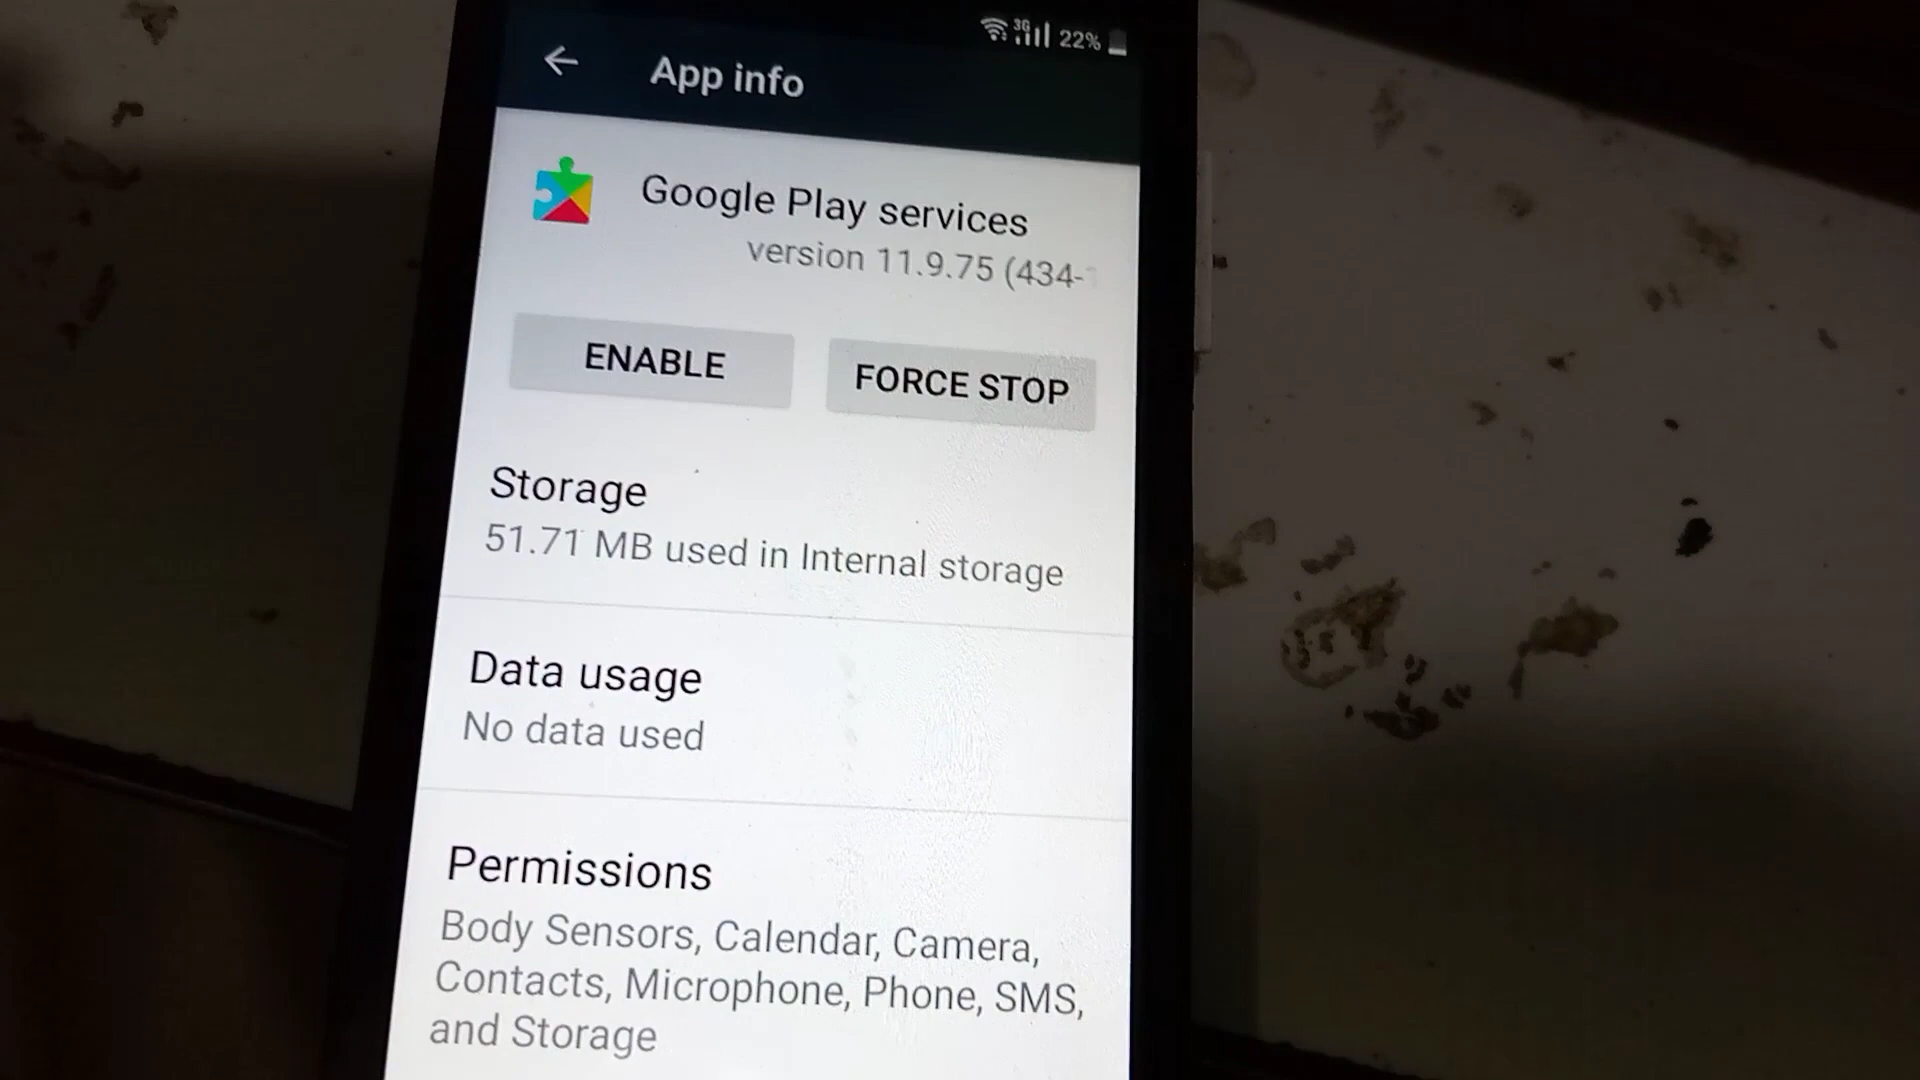 3G 22%
App info
Google Play services
version 11.9.75 (434-
ENABLE
FORCE STOP
Storage
51.71 MB used in Internal storage
Data usage
No data used
Permissions
Body Sensors, Calendar, Camera,
Contacts, Microphone, Phone, SMS,
and Storage